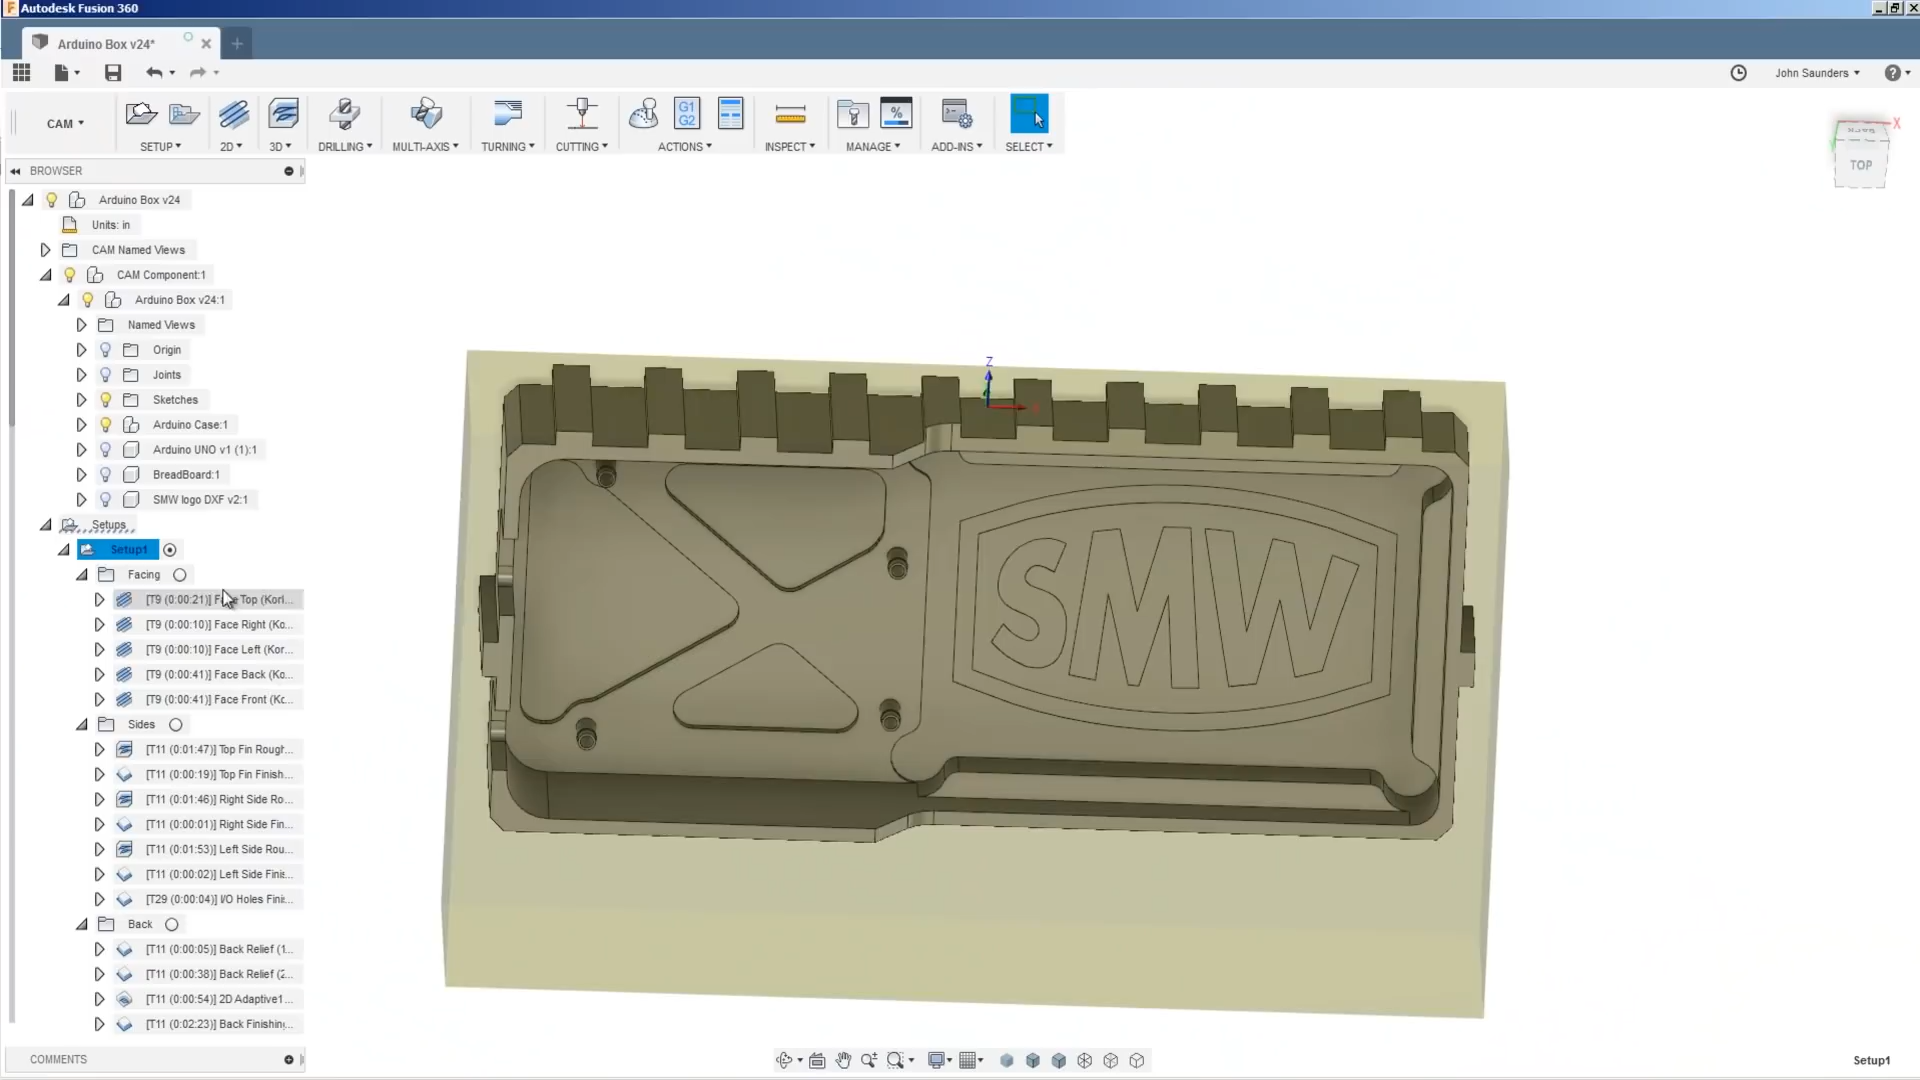 Autodesk Fusion 360
Arduino Box v24*
John Saunders
CAM
SETUP
2D
3D
DRILLING
MULTI-AXIS
TURNING
CUTTING
G1
G2
ACTIONS
INSPECT
%
MANAGE
ADD-INS
SELECT
X
BACK
TOP
BROWSER
Arduino Box v24
Units: in
CAM Named Views
CAM Component:1
Arduino Box v24:1
Named Views
Origin
Joints
Sketches
Arduino Case:1
Arduino UNO v1 (1):1
BreadBoard:1
SMW logo DXF v2:1
Setups
Setup1
Facing
[T9 (0:00:21)] Face Top (Korl...
[T9 (0:00:10)] Face Right (Ko...
[T9 (0:00:10)] Face Left (Kor...
[T9 (0:00:41)] Face Back (Ko...
[T9 (0:00:41)] Face Front (Kc...
Sides
[T11 (0:01:47)] Top Fin Rough...
[T11 (0:00:19)] Top Fin Finish...
[T11 (0:01:46)] Right Side Ro...
[T11 (0:00:01)] Right Side Fin...
[T11 (0:01:53)] Left Side Rou...
[T11 (0:00:02)] Left Side Finis...
[T29 (0:00:04)] I/O Holes Fini...
Back
[T11 (0:00:05)] Back Relief (1...
[T11 (0:00:38)] Back Relief (2...
[T11 (0:00:54)] 2D Adaptive1...
[T11 (0:02:23)] Back Finishing...
Z
SMW
COMMENTS
Setup1